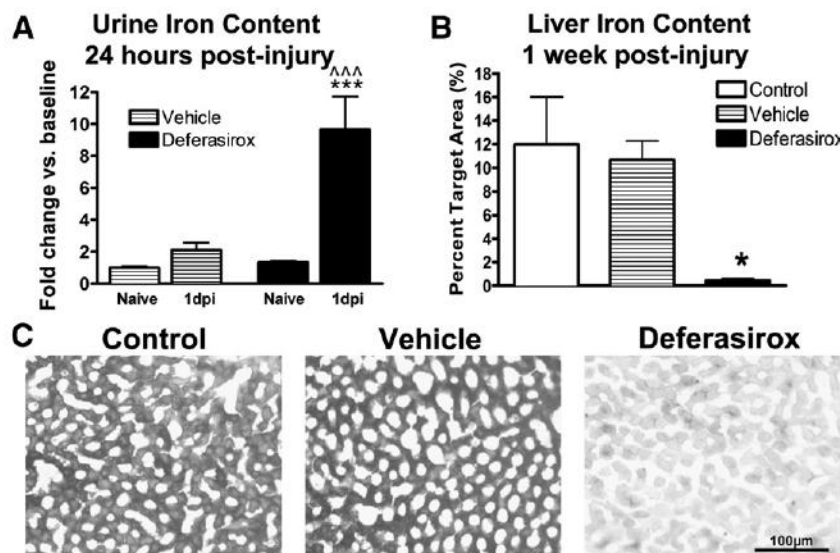 A
Urine Iron Content
24 hours post-injury
Fold change vs. baseline
12
10
8
6
4
2
0
Vehicle
Deferasirox
^^^
***
Naive 1dpi Naive 1dpi
B
Liver Iron Content
1 week post-injury
Percent Target Area (%)
18
16
14
12
10
8
6
4
2
0
Control
Vehicle
Deferasirox
*
C
Control Vehicle Deferasirox
100µm